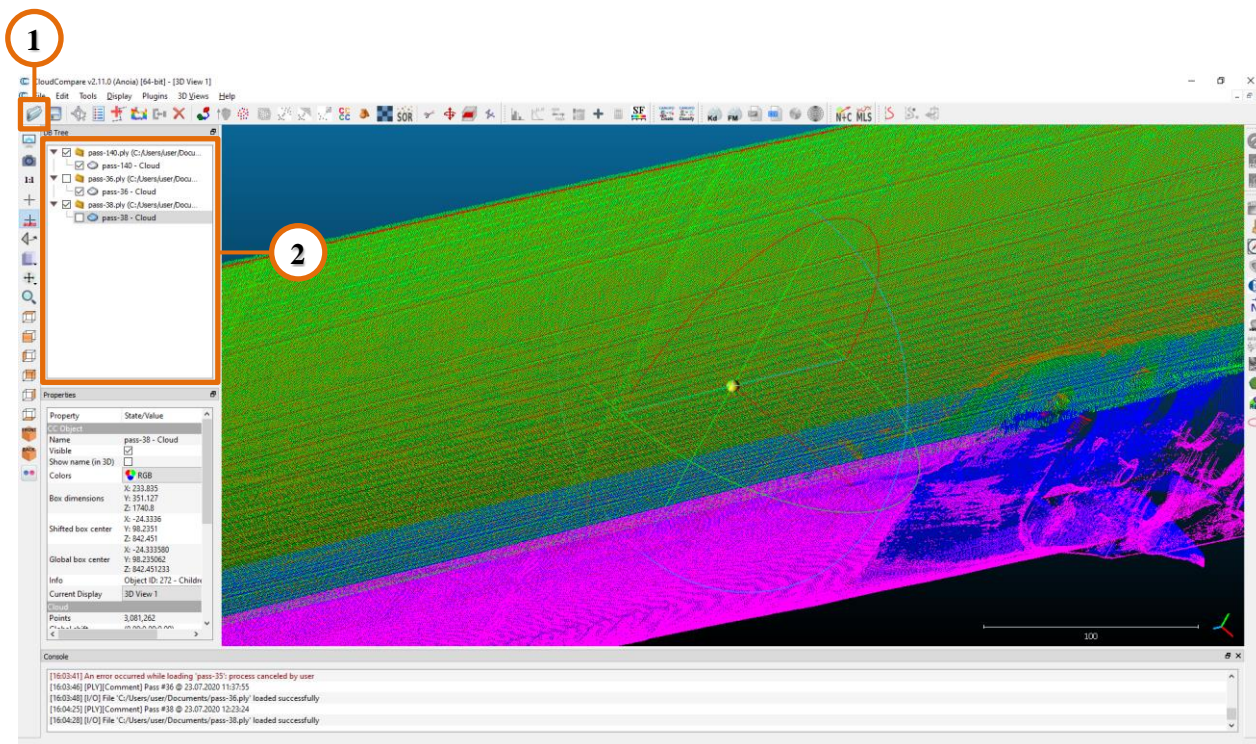 1
CloudCompare v2.11.0 (Anoia) [64-bit] - [3D View 1]
File Edit Tools Display Plugins 3D Views Help
SOR SF Kd FM N+C MLS
DB Tree
pass-140.ply (C:/Users/user/Docu...
pass-140 - Cloud
1:1
pass-36.ply (C:/Users/user/Docu...
pass-36 - Cloud
pass-38.ply (C:/Users/user/Docu...
pass-38 - Cloud
2
Properties
Property State/Value
CC Object
Name pass-38 - Cloud
Visible
Show name (in 3D)
Colors RGB
Box dimensions X: 233.835
Y: 351.127
Z: 1740.8
Shifted box center X: -24.3336
Y: 98.2351
Z: 842.451
Global box center X: -24.333580
Y: 98.235062
Z: 842.451233
Info Object ID: 272 - Childre
Current Display 3D View 1
Cloud
Points 3,081,262
100
Console
[16:03:41] An error occurred while loading 'pass-35': process canceled by user
[16:03:46] [PLY][Comment] Pass #36 @ 23.07.2020 11:37:55
[16:03:48] [I/O] File 'C:/Users/user/Documents/pass-36.ply' loaded successfully
[16:04:25] [PLY][Comment] Pass #38 @ 23.07.2020 12:23:24
[16:04:28] [I/O] File 'C:/Users/user/Documents/pass-38.ply' loaded successfully